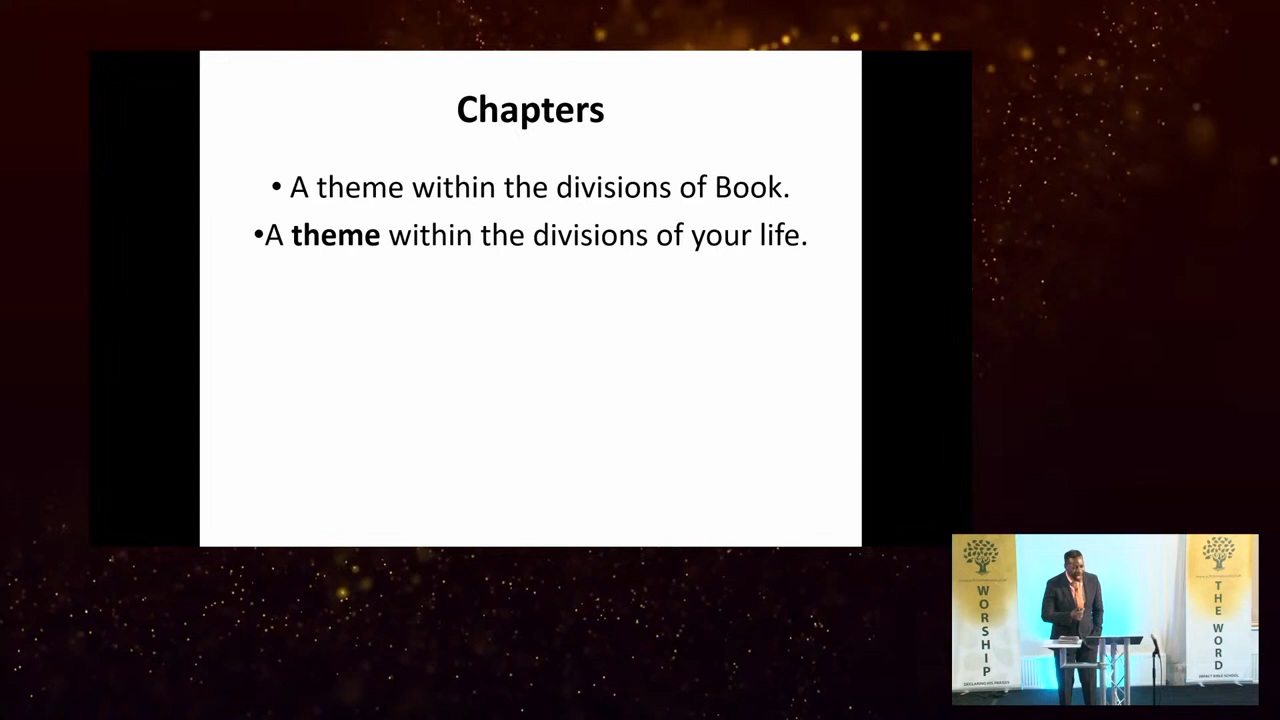 Chapters
• A theme within the divisions of Book.
•A theme within the divisions of your life.
WORSHIP
DECLARING HIS PRAISES
THE WORD
IMPACT BIBLE SCHOOL